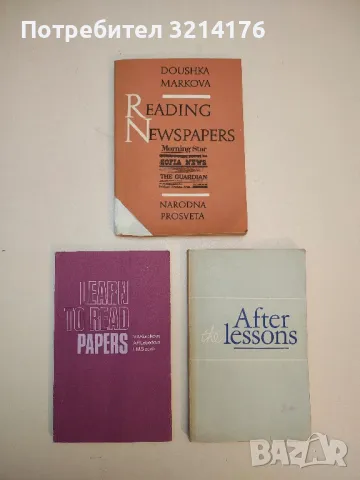 Потребител 3214176
DOUSHKA
MARKOVA
READING
NEWSPAPERS
Morning Star
SOFIA NEWS
THE GUARDIAN
NARODNA
PROSVETA
LEARN
TO READ
PAPERS
After
the lessons
bazar